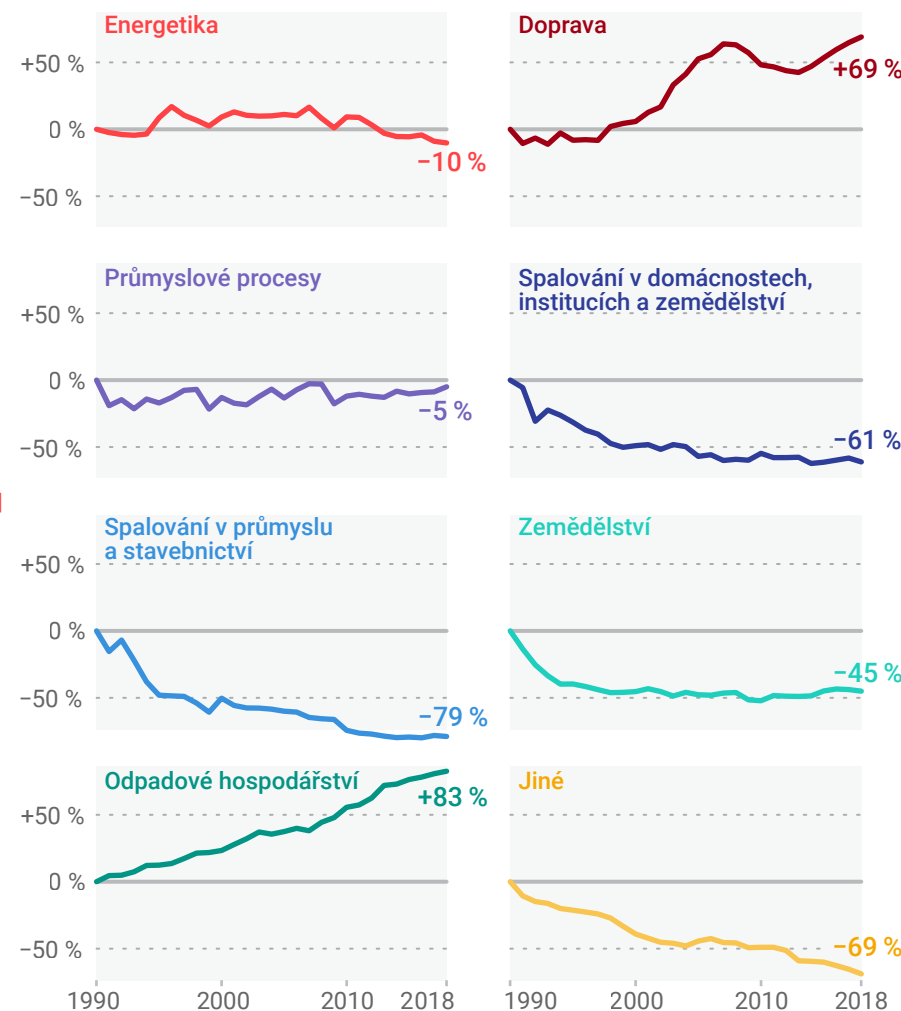 Energetika
+50 %
0 %
−50 %
−10 %
Doprava
+69 %
Průmyslové procesy
+50 %
0 %
−50 %
−5 %
Spalování v domácnostech,
institucích a zemědělství
−61 %
Spalování v průmyslu
a stavebnictví
+50 %
0 %
−50 %
−79 %
Zemědělství
−45 %
Odpadové hospodářství
+83 %
+50 %
0 %
−50 %
1990 2000 2010 2018
Jiné
−69 %
1990 2000 2010 2018